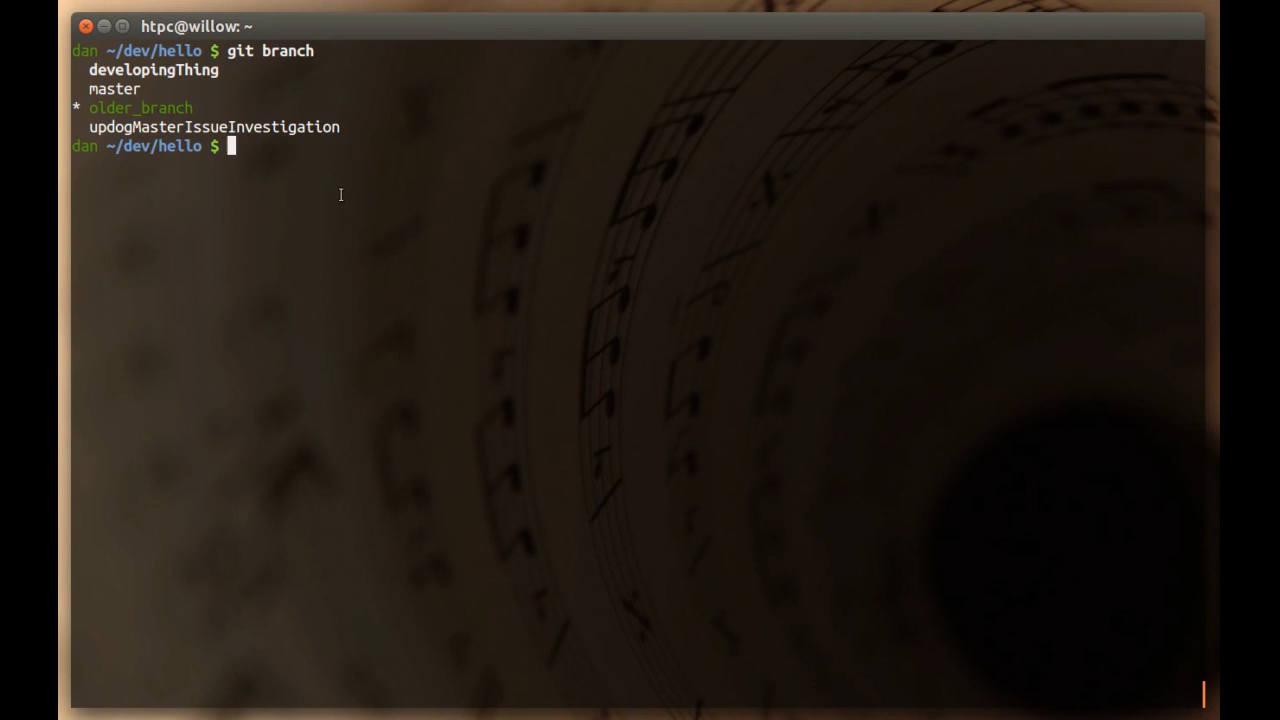 htpc@willow: ~
dan ~/dev/hello $ git branch
  developingThing
  master
* older_branch
  updogMasterIssueInvestigation
dan ~/dev/hello $